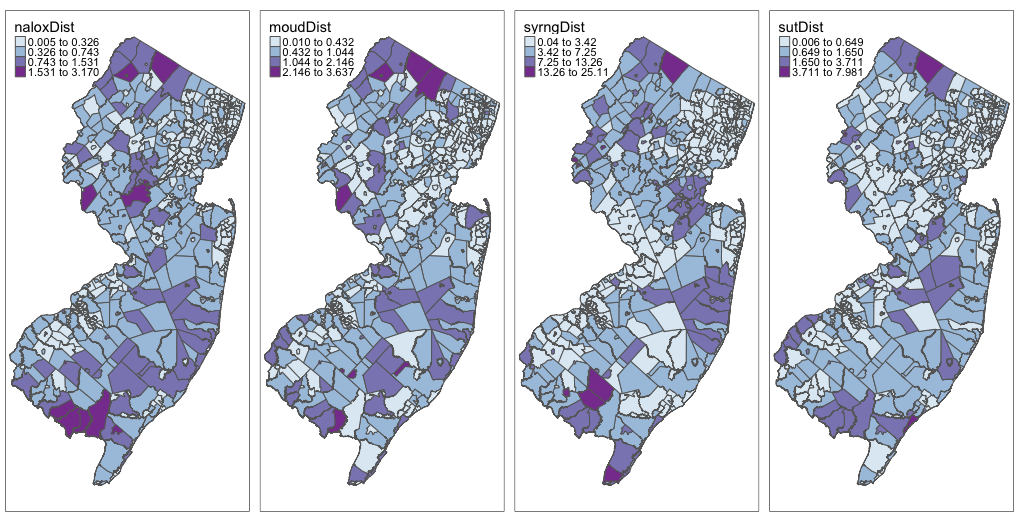 naloxDist
0.005 to 0.326
0.326 to 0.743
0.743 to 1.531
1.531 to 3.170
moudDist
0.010 to 0.432
0.432 to 1.044
1.044 to 2.146
2.146 to 3.637
syrngDist
0.04 to 3.42
3.42 to 7.25
7.25 to 13.26
13.26 to 25.11
sutDist
0.006 to 0.649
0.649 to 1.650
1.650 to 3.711
3.711 to 7.981